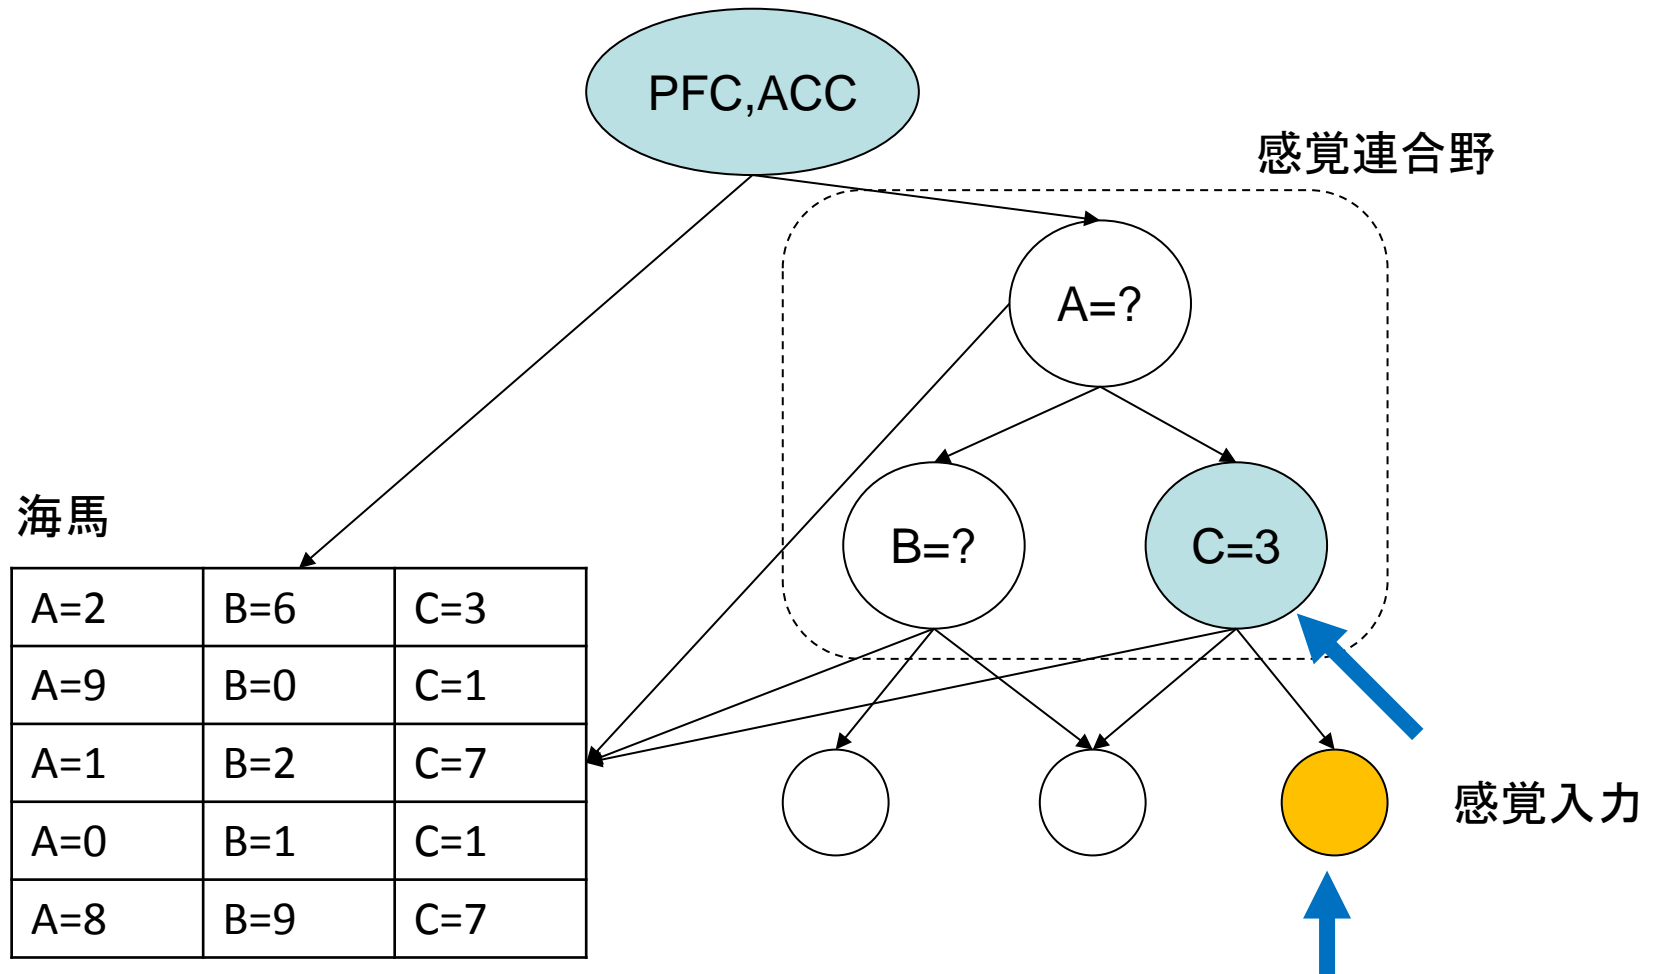 PFC,ACC
感覚連合野
A=?
B=?
C=3
海馬
A=2 B=6 C=3
A=9 B=0 C=1
A=1 B=2 C=7
A=0 B=1 C=1
A=8 B=9 C=7
感覚入力